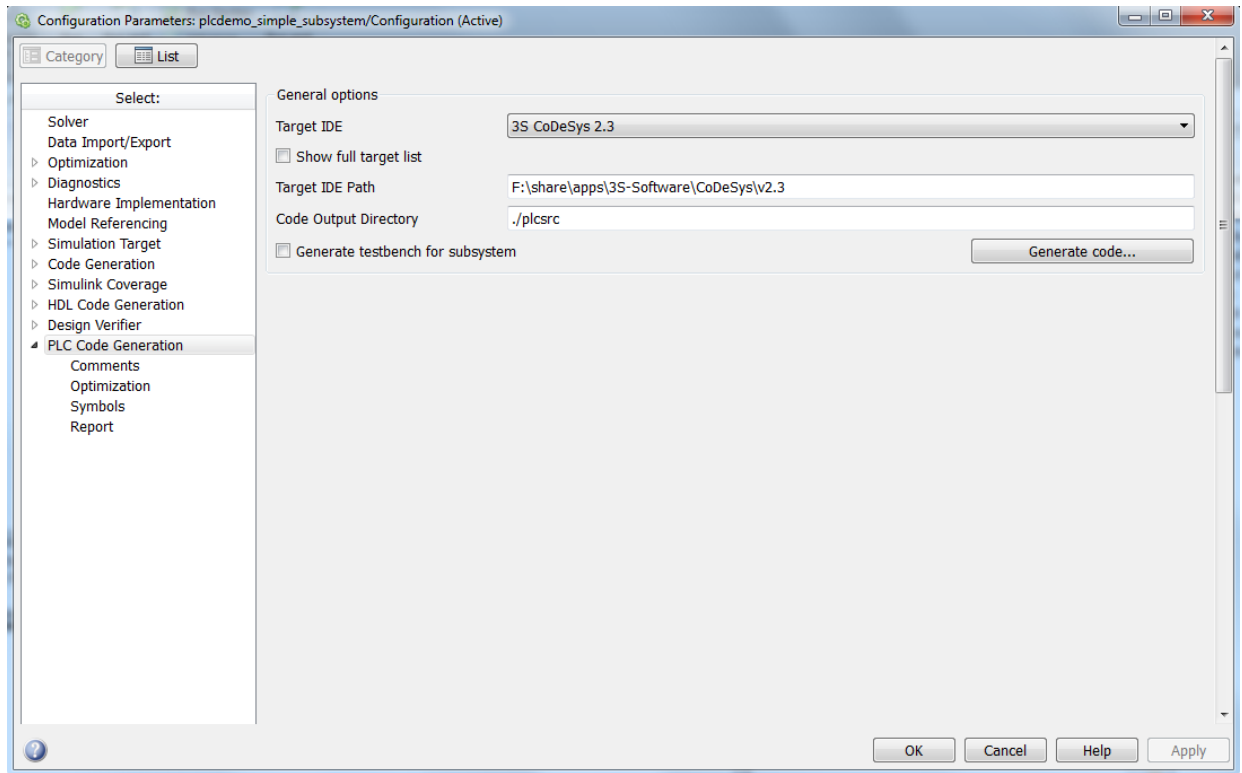 Configuration Parameters: plcdemo_simple_subsystem/Configuration (Active)
Category
List
Select:
Solver
Data Import/Export
Optimization
Diagnostics
Hardware Implementation
Model Referencing
Simulation Target
Code Generation
Simulink Coverage
HDL Code Generation
Design Verifier
PLC Code Generation
Comments
Optimization
Symbols
Report
General options
Target IDE 3S CoDeSys 2.3
Show full target list
Target IDE Path F:\share\apps\3S-Software\CoDeSys\v2.3
Code Output Directory ./plcsrc
Generate testbench for subsystem Generate code...
OK Cancel Help Apply